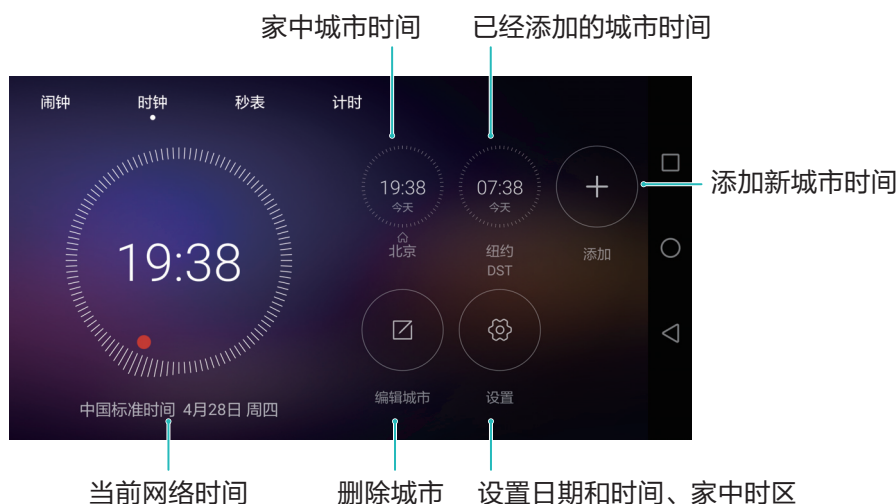 家中城市时间 已经添加的城市时间
闹钟 时钟 秒表 计时
19:38
今天
北京
07:38
今天
纽约
DST
添加
添加新城市时间
19:38
编辑城市 设置
中国标准时间 4月28日 周四
当前网络时间 删除城市 设置日期和时间、家中时区